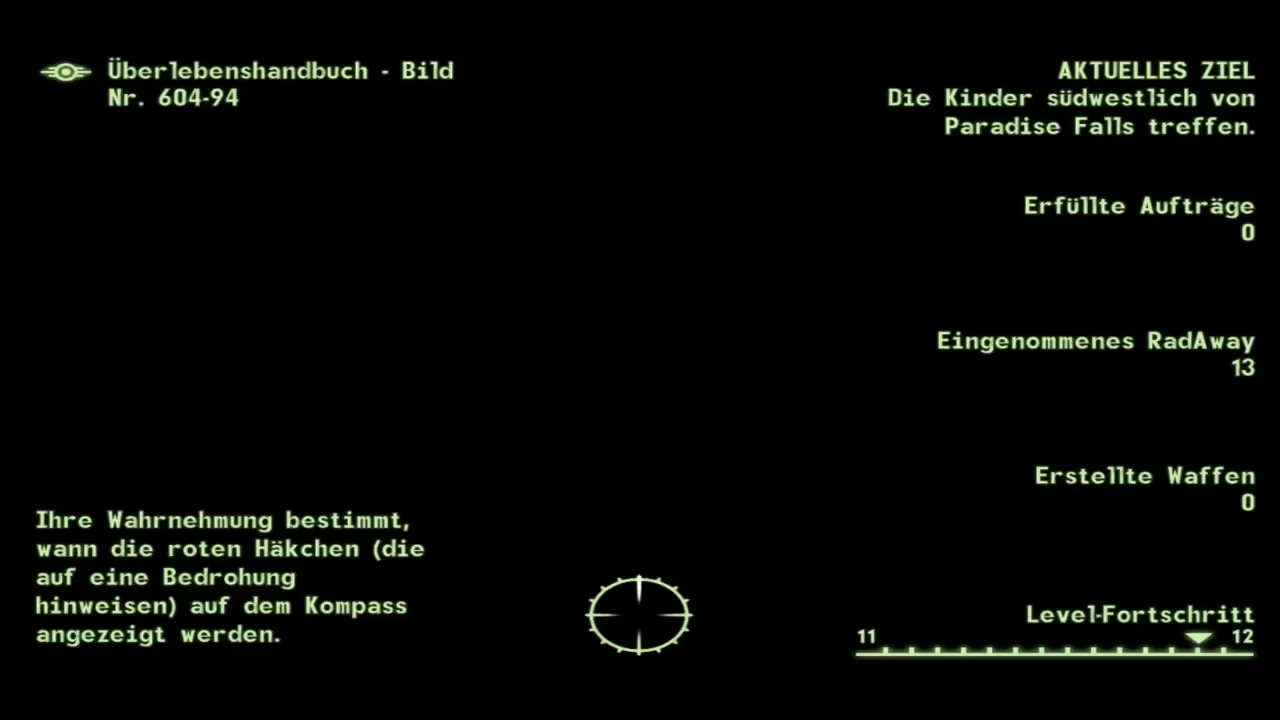 Überlebenshandbuch - Bild
Nr. 604-94
AKTUELLES ZIEL
Die Kinder südwestlich von
Paradise Falls treffen.
Erfüllte Aufträge
0
Eingenommenes RadAway
13
Erstellte Waffen
0
Ihre Wahrnehmung bestimmt,
wann die roten Häkchen (die
auf eine Bedrohung
hinweisen) auf dem Kompass
angezeigt werden.
Level-Fortschritt
11 12